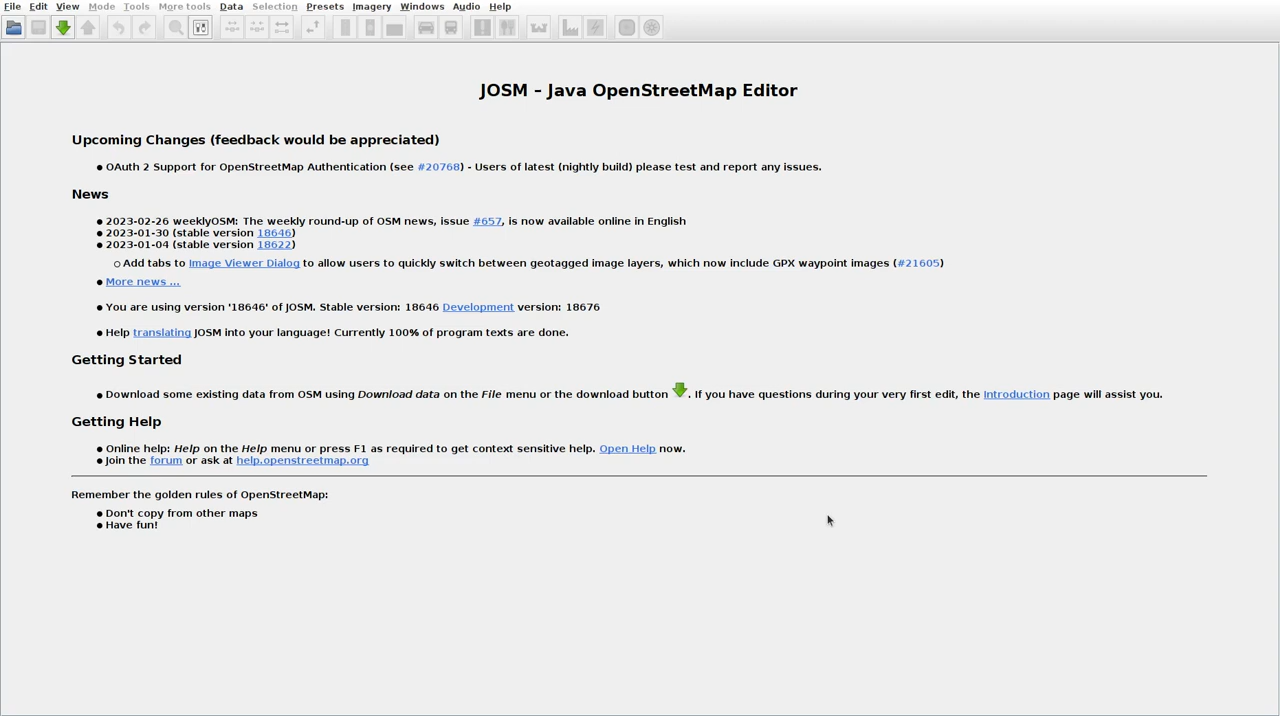 File Edit View Mode Tools More tools Data Selection Presets Imagery Windows Audio Help
JOSM – Java OpenStreetMap Editor
Upcoming Changes (feedback would be appreciated)
OAuth 2 Support for OpenStreetMap Authentication (see #20768) - Users of latest (nightly build) please test and report any issues.
News
2023-02-26 weeklyOSM: The weekly round-up of OSM news, issue #657, is now available online in English
2023-01-30 (stable version 18646)
2023-01-04 (stable version 18622)
Add tabs to Image Viewer Dialog to allow users to quickly switch between geotagged image layers, which now include GPX waypoint images (#21605)
More news ...
You are using version '18646' of JOSM. Stable version: 18646 Development version: 18676
Help translating JOSM into your language! Currently 100% of program texts are done.
Getting Started
Download some existing data from OSM using Download data on the File menu or the download button . If you have questions during your very first edit, the Introduction page will assist you.
Getting Help
Online help: Help on the Help menu or press F1 as required to get context sensitive help. Open Help now.
Join the forum or ask at help.openstreetmap.org
Remember the golden rules of OpenStreetMap:
Don't copy from other maps
Have fun!